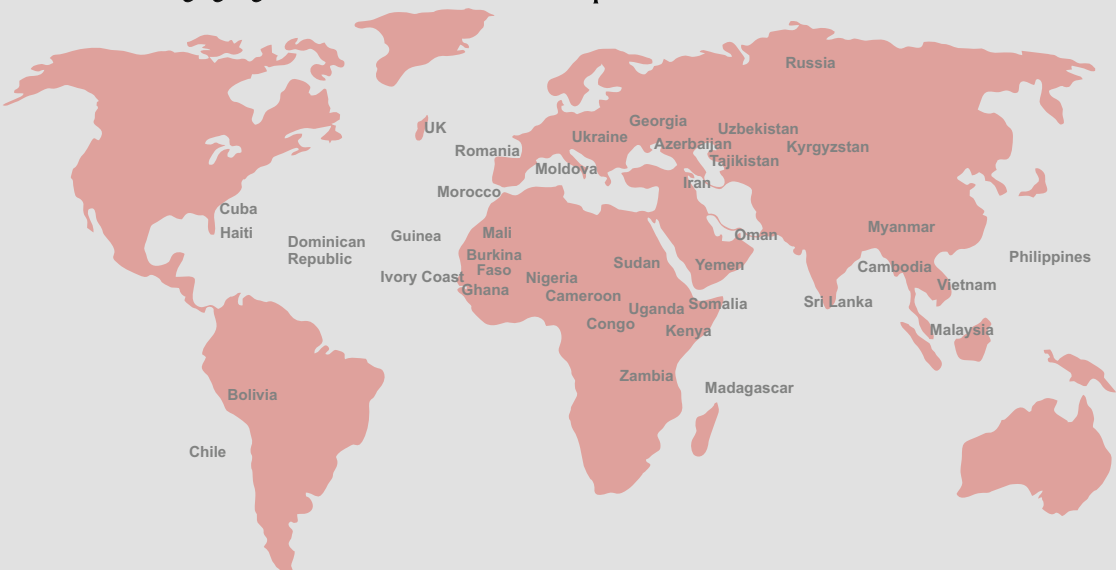 Russia
UK
Georgia
Uzbekistan
Ukraine
Azerbaijan
Kyrgyzstan
Romania
Tajikistan
Moldova
Iran
Morocco
Cuba
Haiti
Guinea
Mali
Myanmar
Oman
Dominican
Republic
Burkina
Faso
Philippines
Sudan
Yemen
Cambodia
Ivory Coast
Nigeria
Ghana
Vietnam
Cameroon
Somalia
Sri Lanka
Uganda
Congo
Kenya
Malaysia
Zambia
Madagascar
Bolivia
Chile